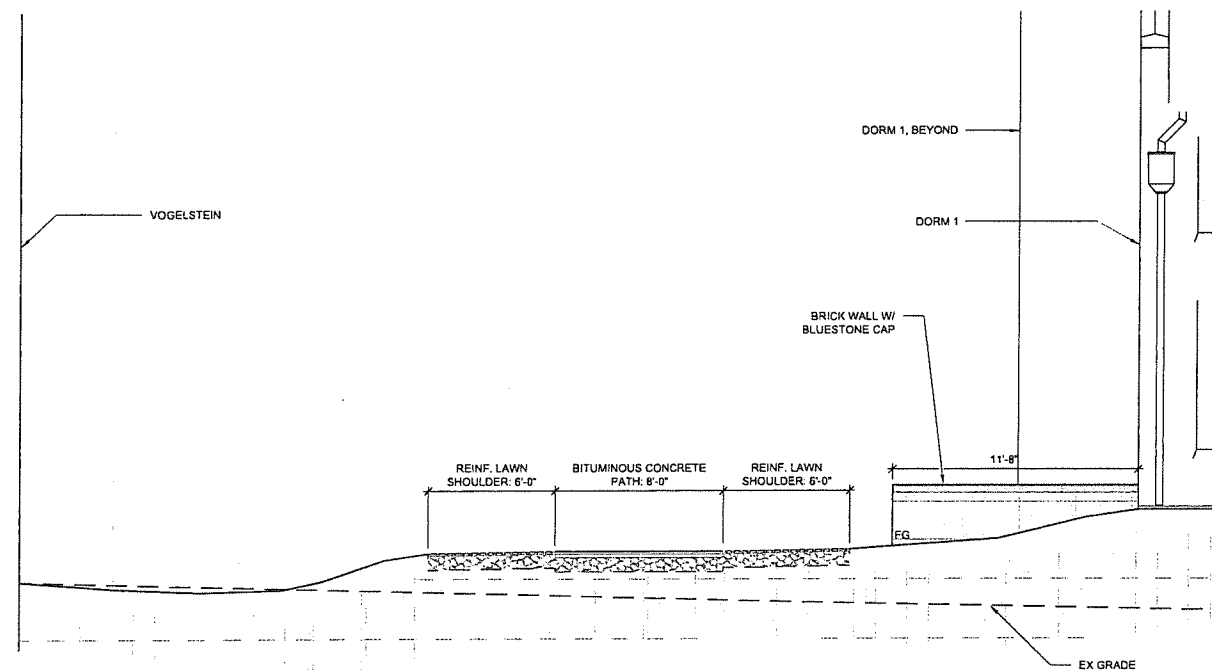 DORM 1, BEYOND
VOGELSTEIN
DORM 1
BRICK WALL W/
BLUESTONE CAP
REINF. LAWN
SHOULDER: 6'-0"
BITUMINOUS CONCRETE
PATH: 8'-0"
REINF. LAWN
SHOULDER: 6'-0"
11'-8"
FG
EX GRADE